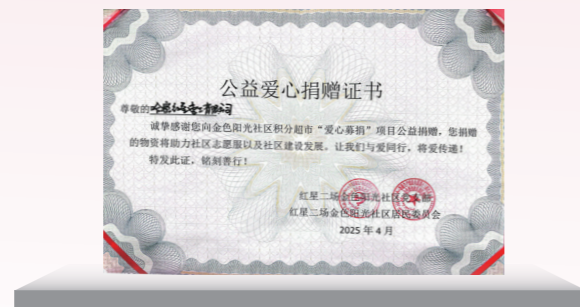 公益爱心捐赠证书
尊敬的
诚挚感谢您向金色阳光社区积分超市“爱心募捐”项目公益捐赠，您捐赠
的物资将助力社区志愿服以及社区建设发展。让我们与爱同行，将爱传递！
特发此证，铭刻善行！
红星二场金色阳光社区
红星二场金色阳光社区居民委员会
2025 年 4 月